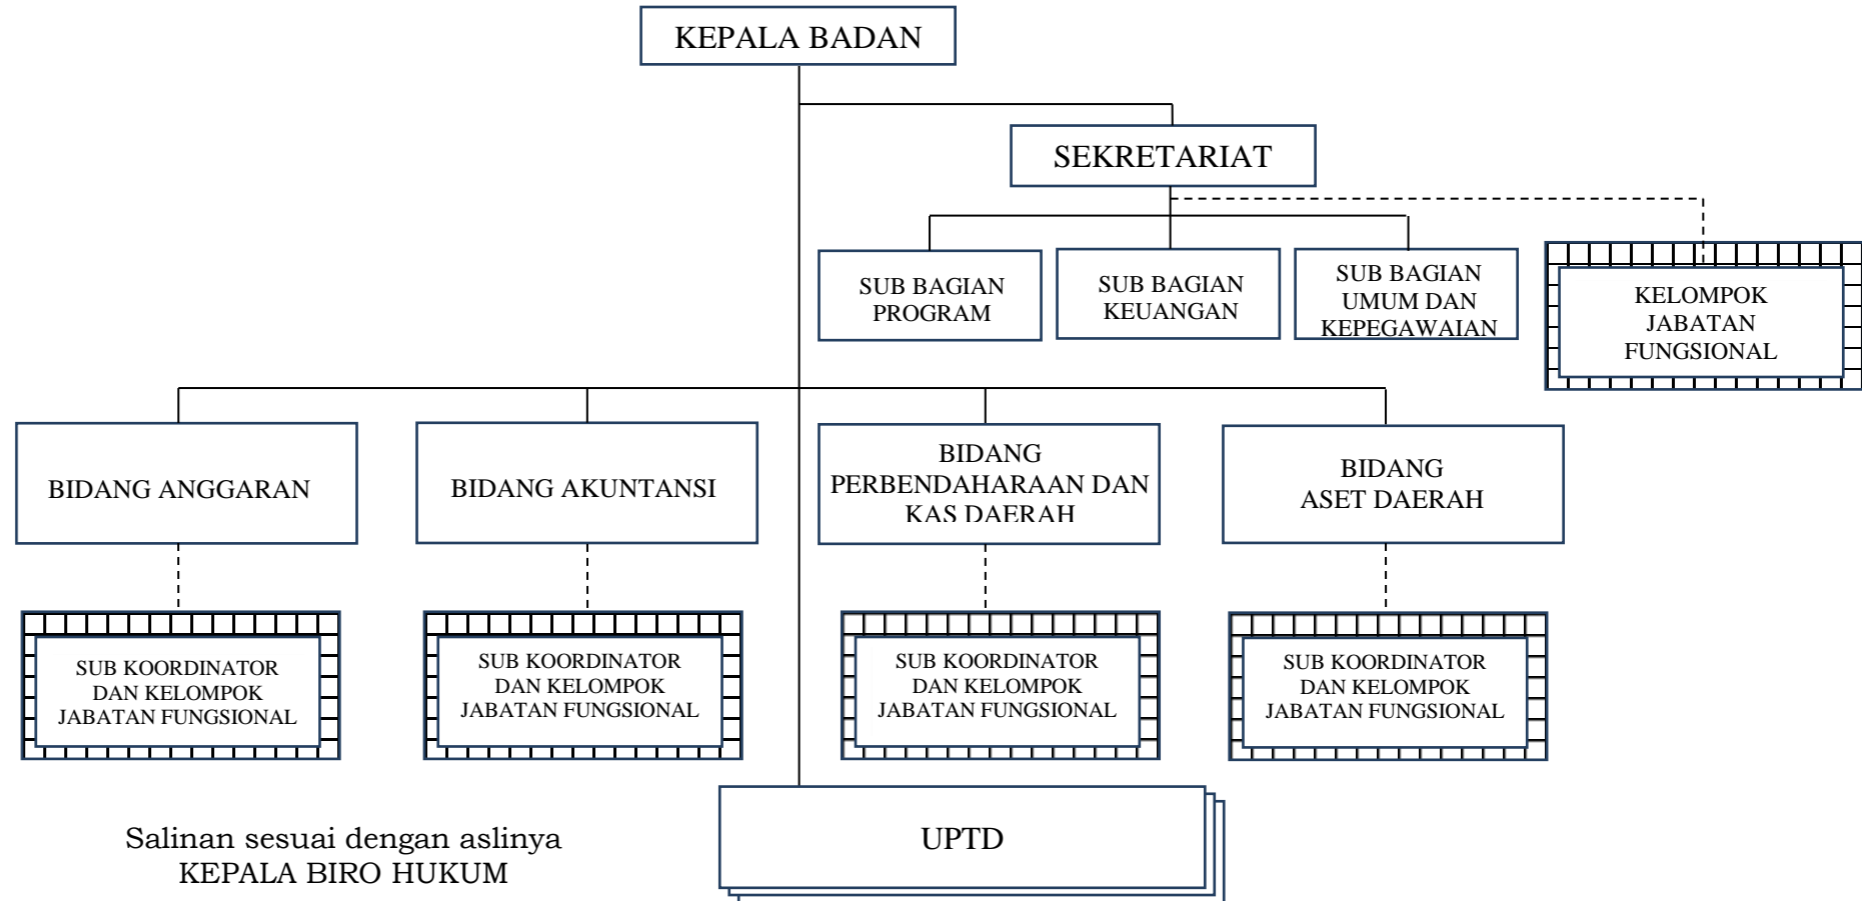 KEPALA BADAN
SEKRETARIAT
SUB BAGIAN
PROGRAM
SUB BAGIAN
KEUANGAN
SUB BAGIAN
UMUM DAN
KEPEGAWAIAN
KELOMPOK
JABATAN
FUNGSIONAL
BIDANG ANGGARAN
BIDANG AKUNTANSI
BIDANG
PERBENDAHARAAN DAN
KAS DAERAH
BIDANG
ASET DAERAH
SUB KOORDINATOR
DAN KELOMPOK
JABATAN FUNGSIONAL
SUB KOORDINATOR
DAN KELOMPOK
JABATAN FUNGSIONAL
SUB KOORDINATOR
DAN KELOMPOK
JABATAN FUNGSIONAL
SUB KOORDINATOR
DAN KELOMPOK
JABATAN FUNGSIONAL
UPTD
Salinan sesuai dengan aslinya
KEPALA BIRO HUKUM